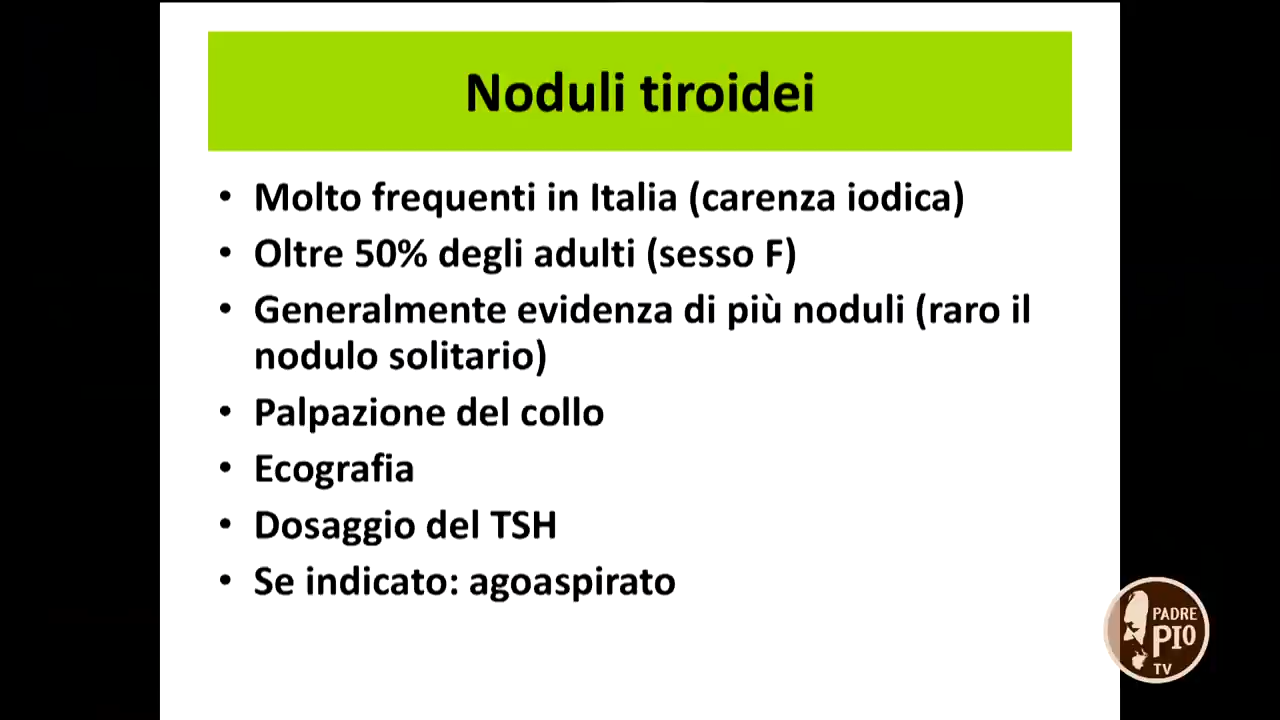 Noduli tiroidei
• Molto frequenti in Italia (carenza iodica)
• Oltre 50% degli adulti (sesso F)
• Generalmente evidenza di più noduli (raro il
nodulo solitario)
• Palpazione del collo
• Ecografia
• Dosaggio del TSH
• Se indicato: agoaspirato
PADRE
PIO
TV